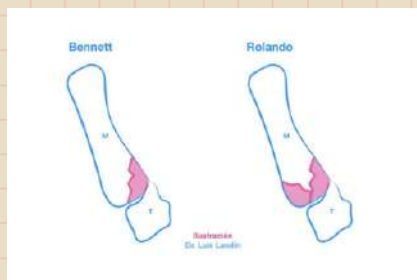 Bennett
Rolando
M
M
T
T
Ilustración
Dr. Luis Landín